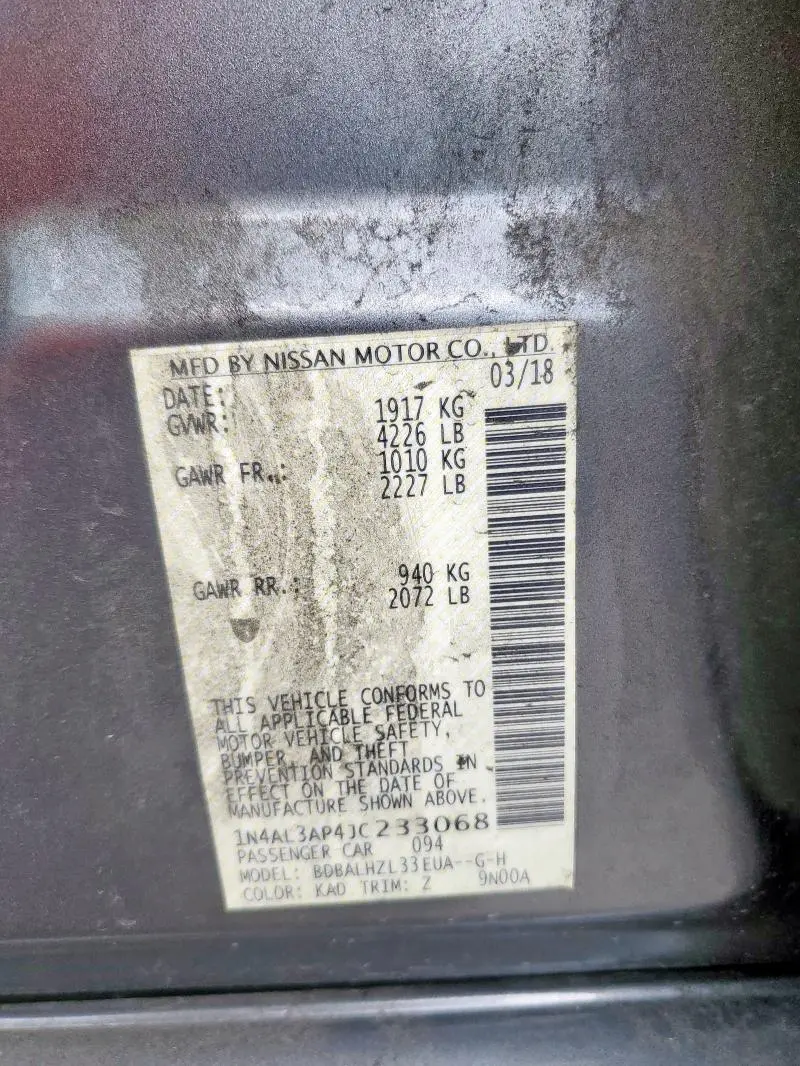 MFD BY NISSAN MOTOR CO., LTD.
DATE: 03/18
GVWR: 1917 KG
4226 LB
GAWR FR.: 1010 KG
2227 LB
GAWR RR.: 940 KG
2072 LB
THIS VEHICLE CONFORMS TO
ALL APPLICABLE FEDERAL
MOTOR VEHICLE SAFETY,
BUMPER, AND THEFT
PREVENTION STANDARDS IN
EFFECT ON THE DATE OF
MANUFACTURE SHOWN ABOVE.
1N4AL3AP4JC233068
PASSENGER CAR 094
MODEL: BDBALHZL33EUA--G-H
COLOR: KAD TRIM: Z 9N00A